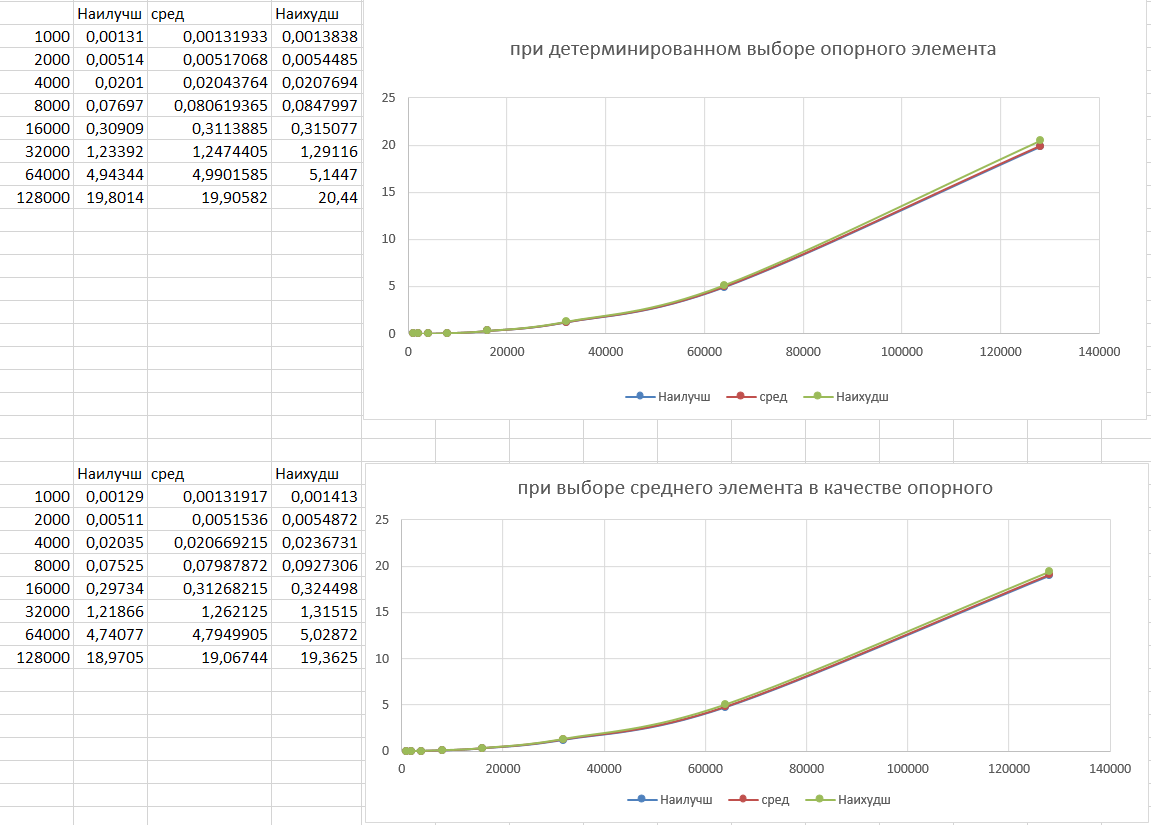 Наилучш сред Наихудш
1000 0,00131 0,00131933 0,0013838
2000 0,00514 0,00517068 0,0054485
4000 0,0201 0,02043764 0,0207694
8000 0,07697 0,080619365 0,0847997
16000 0,30909 0,3113885 0,315077
32000 1,23392 1,2474405 1,29116
64000 4,94344 4,9901585 5,1447
128000 19,8014 19,90582 20,44
при детерминированном выборе опорного элемента
25
20
15
10
5
0
0 20000 40000 60000 80000 100000 120000 140000
Наилучш сред Наихудш
Наилучш сред Наихудш
1000 0,00129 0,00131917 0,001413
2000 0,00511 0,0051536 0,0054872
4000 0,02035 0,020669215 0,0236731
8000 0,07525 0,07987872 0,0927306
16000 0,29734 0,31268215 0,324498
32000 1,21866 1,262125 1,31515
64000 4,74077 4,7949905 5,02872
128000 18,9705 19,06744 19,3625
при выборе среднего элемента в качестве опорного
25
20
15
10
5
0
0 20000 40000 60000 80000 100000 120000 140000
Наилучш сред Наихудш